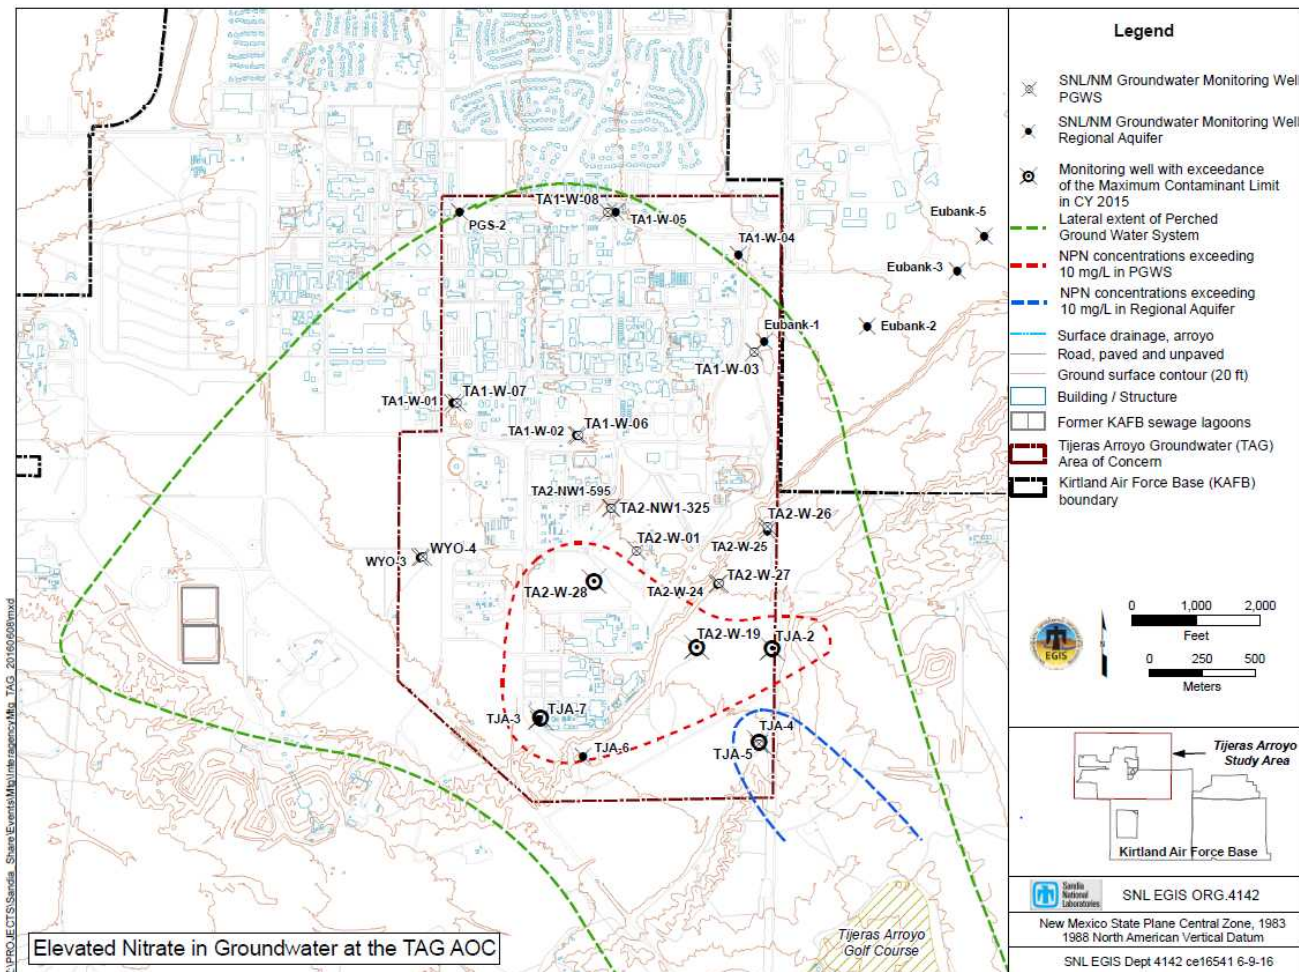 Legend
SNL/NM Groundwater Monitoring Well
PGWS
SNL/NM Groundwater Monitoring Well
Regional Aquifer
Monitoring well with exceedance
of the Maximum Contaminant Limit
in CY 2015
Lateral extent of Perched
Ground Water System
NPN concentrations exceeding
10 mg/L in PGWS
NPN concentrations exceeding
10 mg/L in Regional Aquifer
Surface drainage, arroyo
Road, paved and unpaved
Ground surface contour (20 ft)
Building / Structure
Former KAFB sewage lagoons
Tijeras Arroyo Groundwater (TAG)
Area of Concern
Kirtland Air Force Base (KAFB)
boundary
0 1,000 2,000
Feet
0 250 500
Meters
EGIS
Tijeras Arroyo
Study Area
Kirtland Air Force Base
Sandia
National
Laboratories
SNL EGIS ORG.4142
New Mexico State Plane Central Zone, 1983
1988 North American Vertical Datum
SNL EGIS Dept 4142 ce16541 6-9-16
TA1-W-08
PGS-2
TA1-W-05
Eubank-5
TA1-W-04
Eubank-3
Eubank-1
Eubank-2
TA1-W-03
TA1-W-07
TA1-W-01
TA1-W-06
TA1-W-02
TA2-NW1-595
TA2-NW1-325
TA2-W-26
TA2-W-01
TA2-W-25
WYO-4
WYO-3
TA2-W-28
TA2-W-27
TA2-W-24
TA2-W-19
TJA-2
TJA-7
TJA-3
TJA-4
TJA-6
TJA-5
Tijeras Arroyo
Golf Course
Elevated Nitrate in Groundwater at the TAG AOC